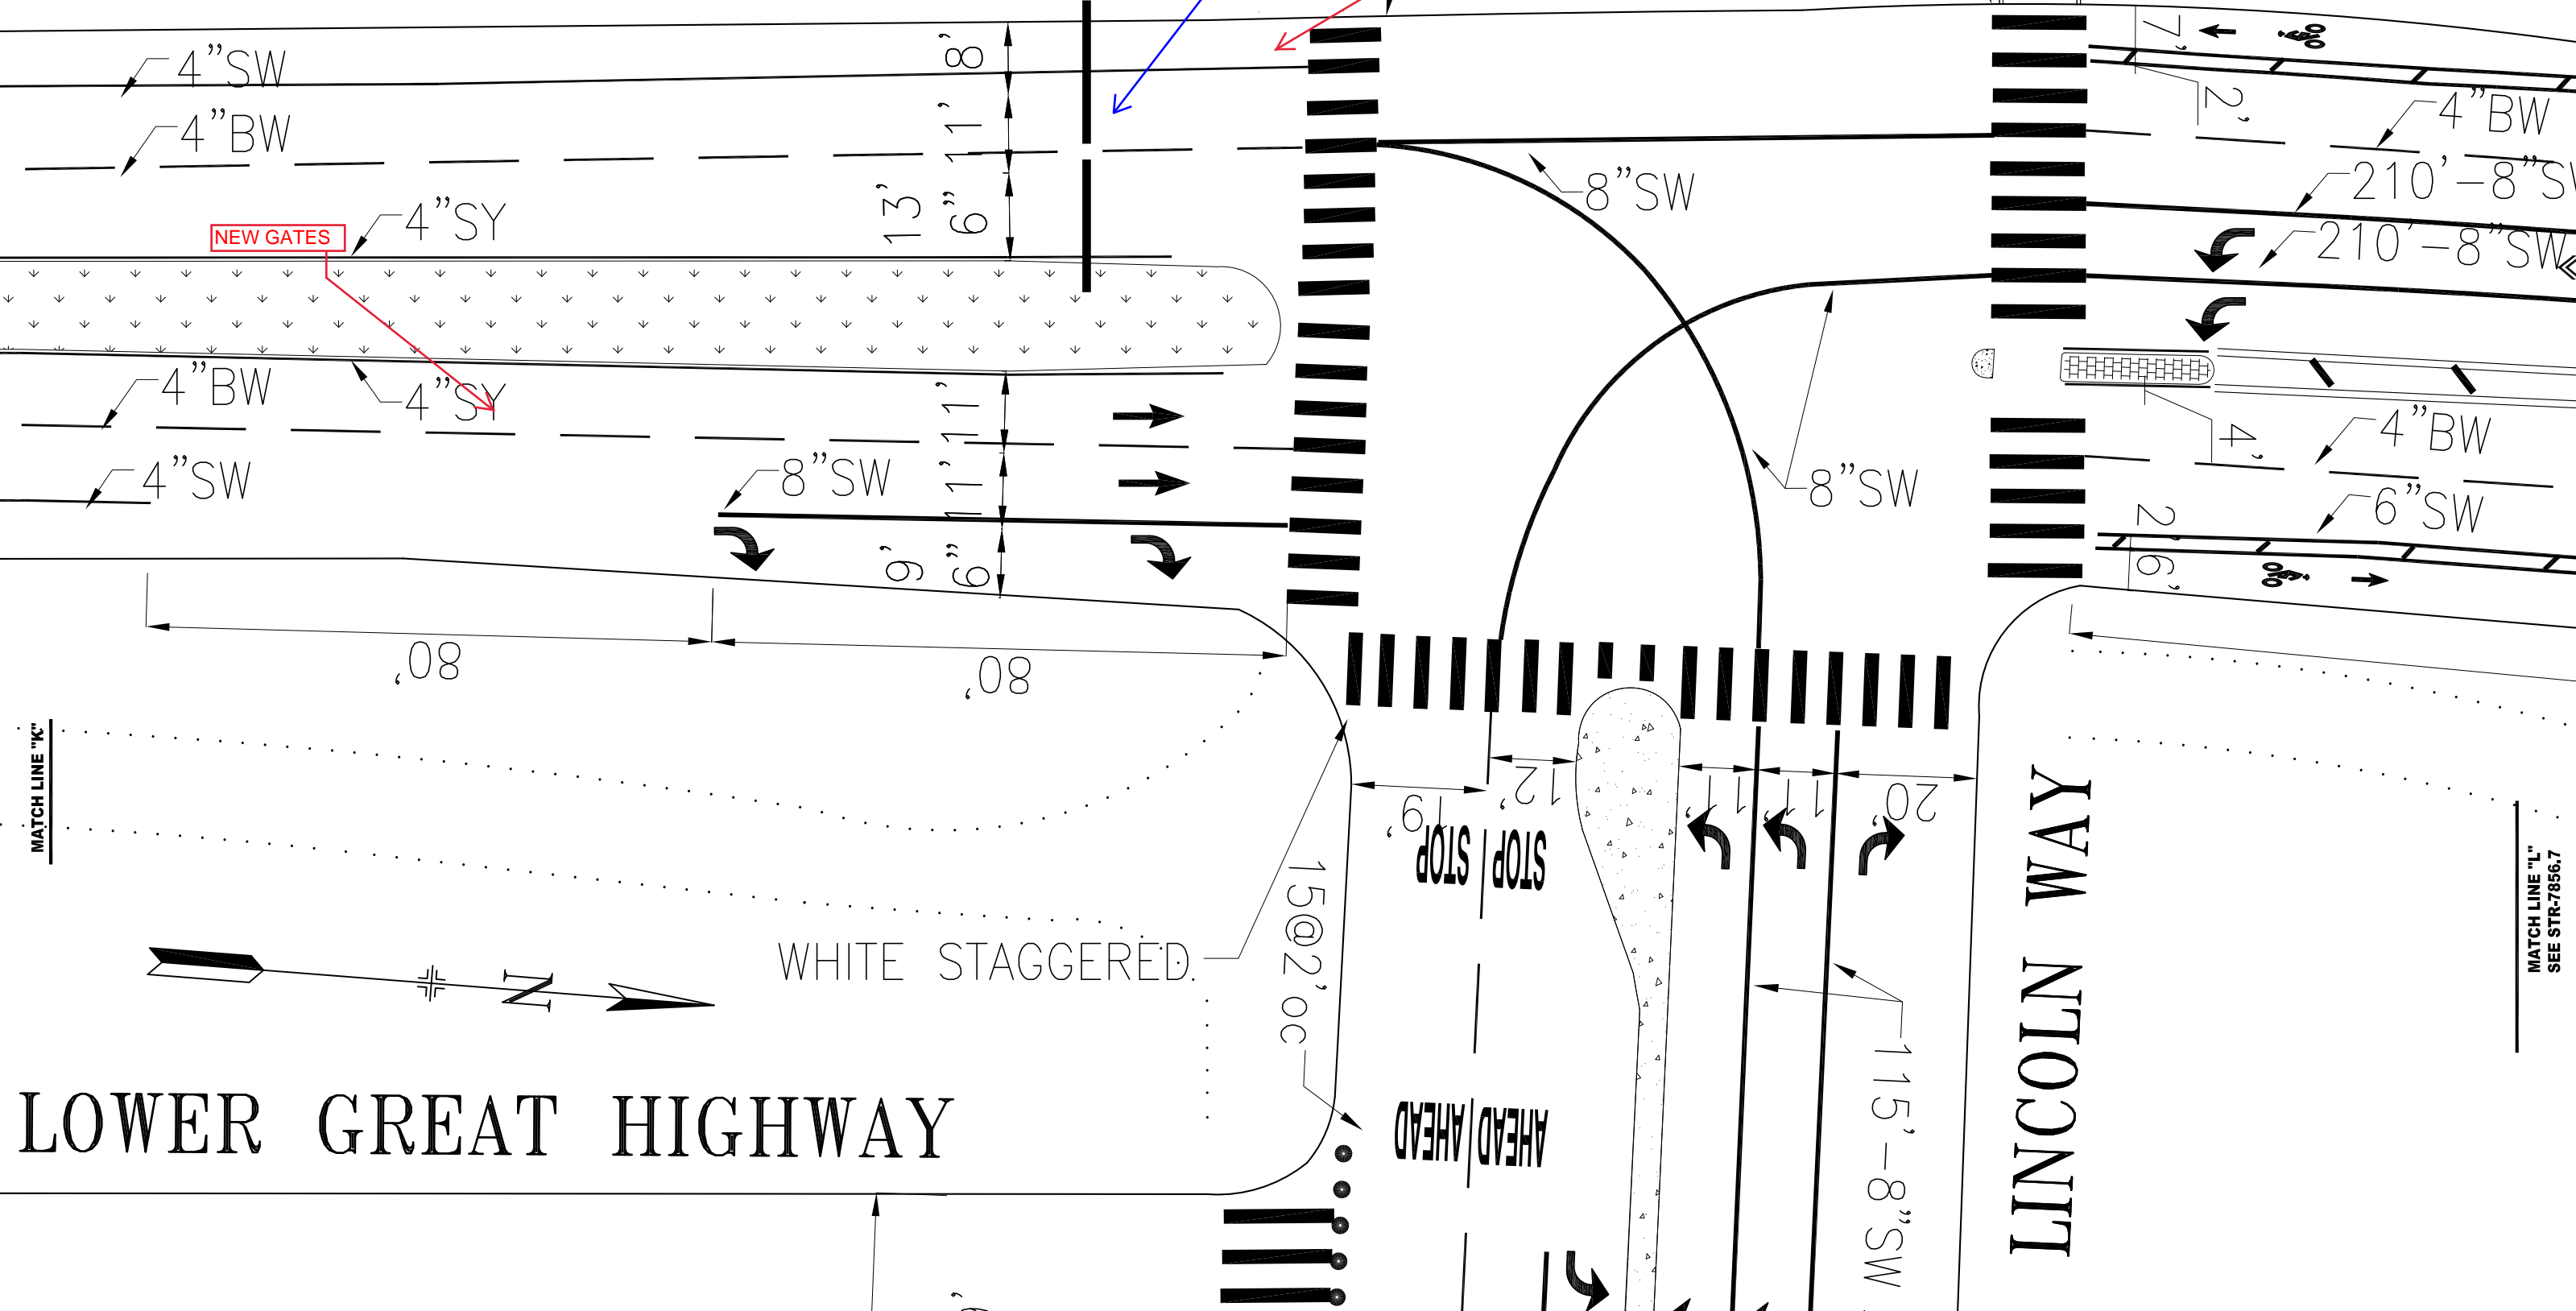 4"SW
4"BW
4"SY
NEW GATES
4"BW
4"SY
4"SW
8"SW
8'
11'
13'
6"
11'
11'
6'
9"
80'
80'
8"SW
8"SW
7'
2'
4"BW
210'-8"SW
210'-8"SW
4'
4"BW
6"SW
2'
6'
19'
12'
11'
11'
20'
STOP
STOP
AHEAD
AHEAD
WHITE STAGGERED
15@2'oc
115'-8"SW
N
MATCH LINE "K"
MATCH LINE "L"
SEE STR-7856.7
LOWER GREAT HIGHWAY
LINCOLN WAY